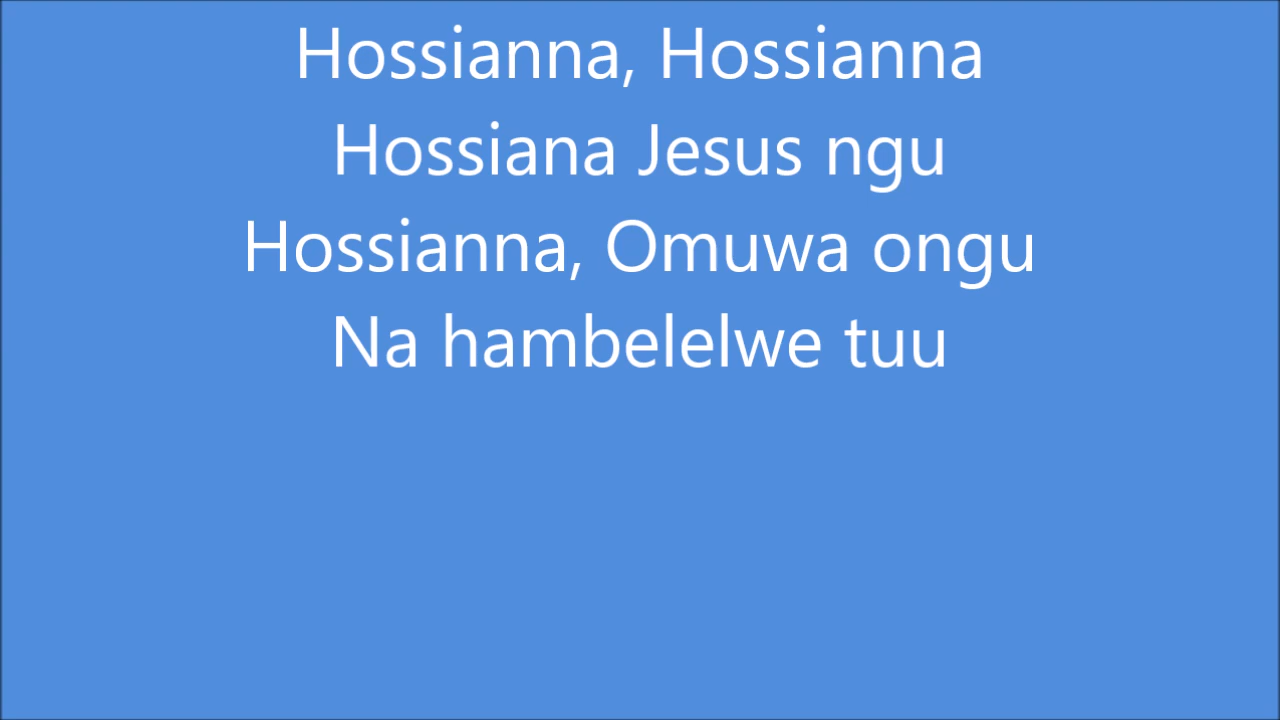 Hossianna, Hossianna
Hossiana Jesus ngu
Hossianna, Omuwa ongu
Na hambelelwe tuu